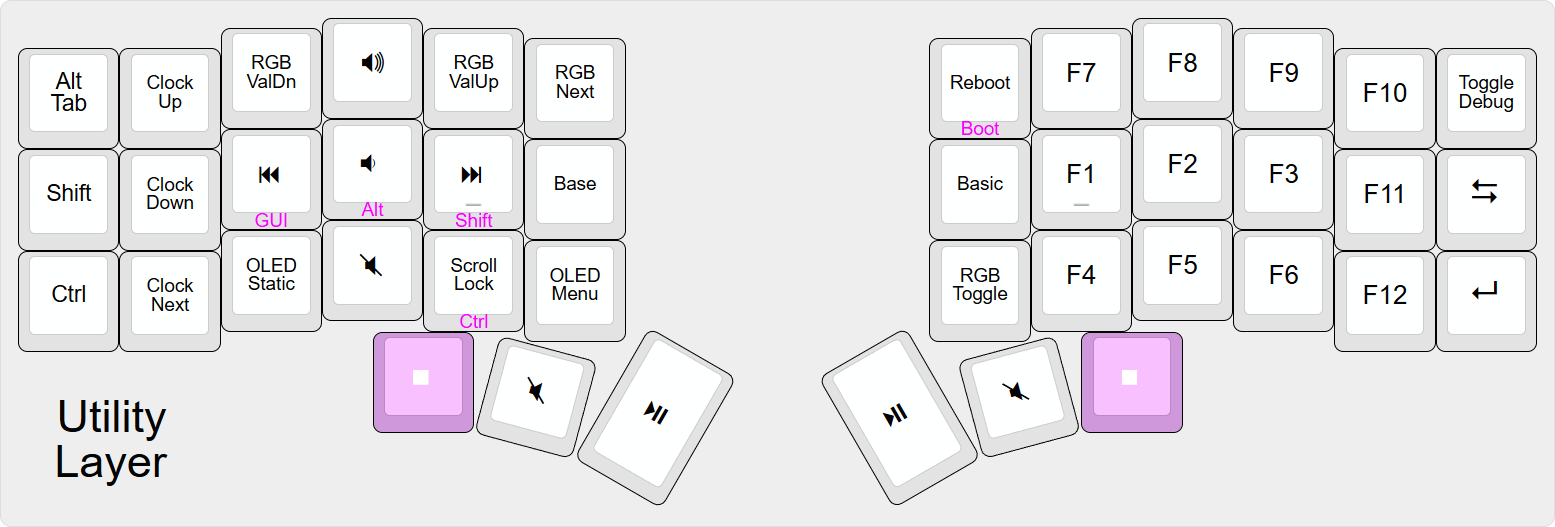 Alt
Tab
Clock
Up
RGB
ValDn
RGB
ValUp
RGB
Next
Reboot
Boot
F7
F8
F9
F10
Toggle
Debug
Shift
Clock
Down
GUI
Alt
Shift
Base
Basic
F1
F2
F3
F11
Ctrl
Clock
Next
OLED
Static
Scroll
Lock
Ctrl
OLED
Menu
RGB
Toggle
F4
F5
F6
F12
Utility
Layer